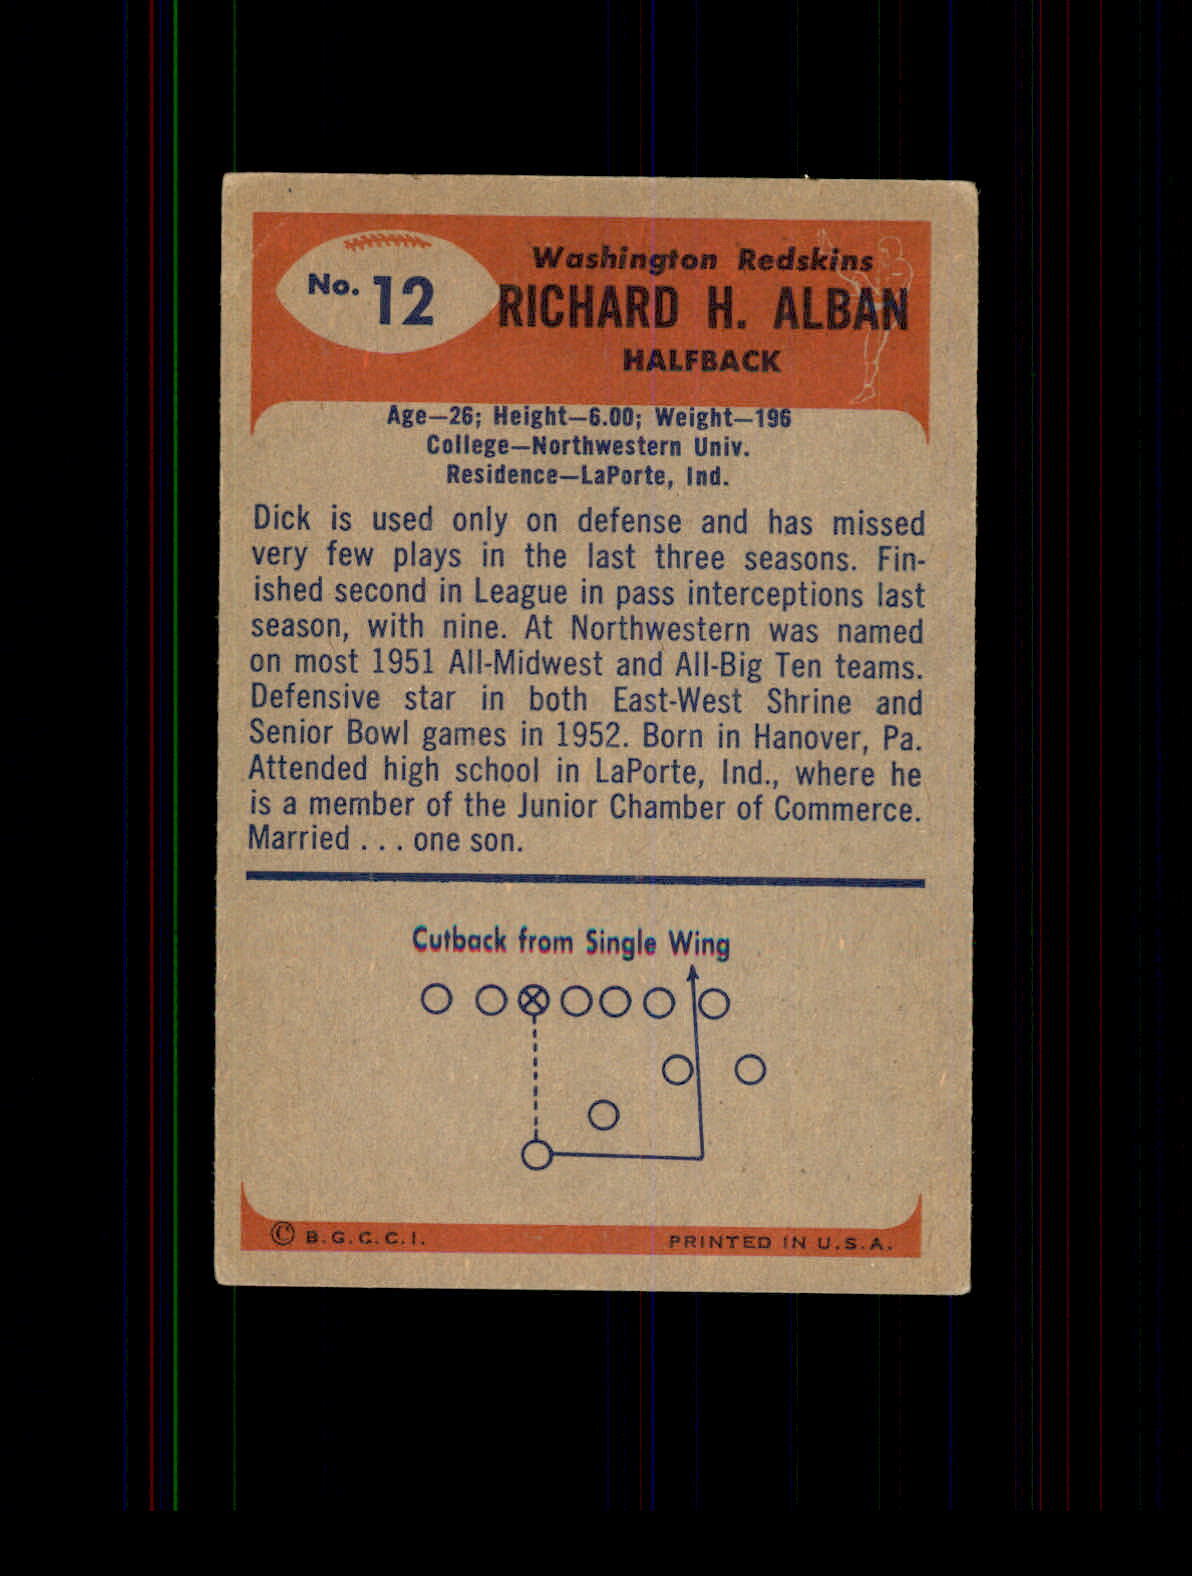 No. 12
Washington Redskins
RICHARD H. ALBAN
HALFBACK
Age—26; Height—6.00; Weight—196
College—Northwestern Univ.
Residence—LaPorte, Ind.
Dick is used only on defense and has missed
very few plays in the last three seasons. Fin-
ished second in League in pass interceptions last
season, with nine. At Northwestern was named
on most 1951 All-Midwest and All-Big Ten teams.
Defensive star in both East-West Shrine and
Senior Bowl games in 1952. Born in Hanover, Pa.
Attended high school in LaPorte, Ind., where he
is a member of the Junior Chamber of Commerce.
Married . . . one son.
Cutback from Single Wing
© B.G.C.C.I.
PRINTED IN U.S.A.